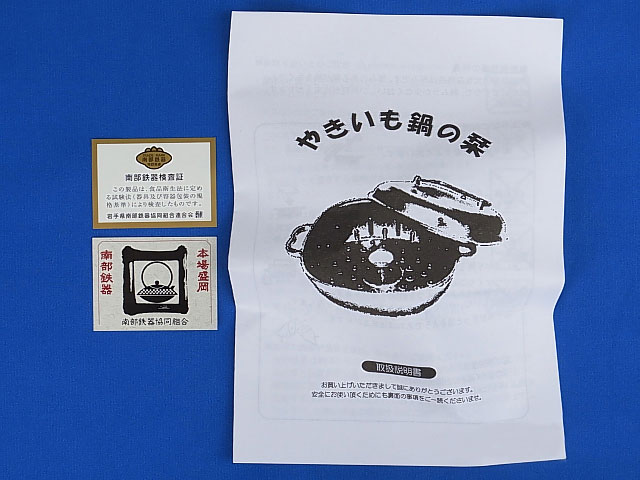 南部鉄器
南部鉄器検査証
この製品は、食品衛生法に定め
る試験法(器具及び容器包装の規
格基準)により検査したものです。
岩手県南部鉄器協同組合連合会
本場盛岡
南部鉄器
南部鉄器協同組合
やきいも鍋の栞
取扱説明書
お買い上げいただきまして誠にありがとうございます。
安全にお使い頂くためにも裏面の事項をご一読くださいませ。